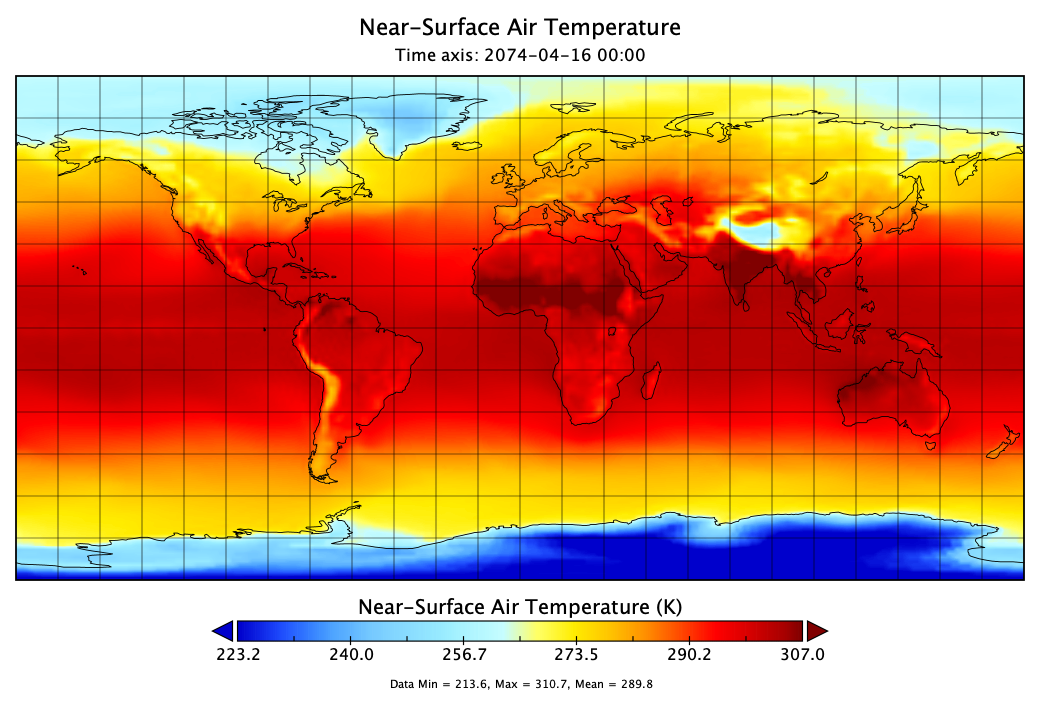 Near-Surface Air Temperature
Time axis: 2074-04-16 00:00
Near-Surface Air Temperature (K)
223.2 240.0 256.7 273.5 290.2 307.0
Data Min = 213.6, Max = 310.7, Mean = 289.8